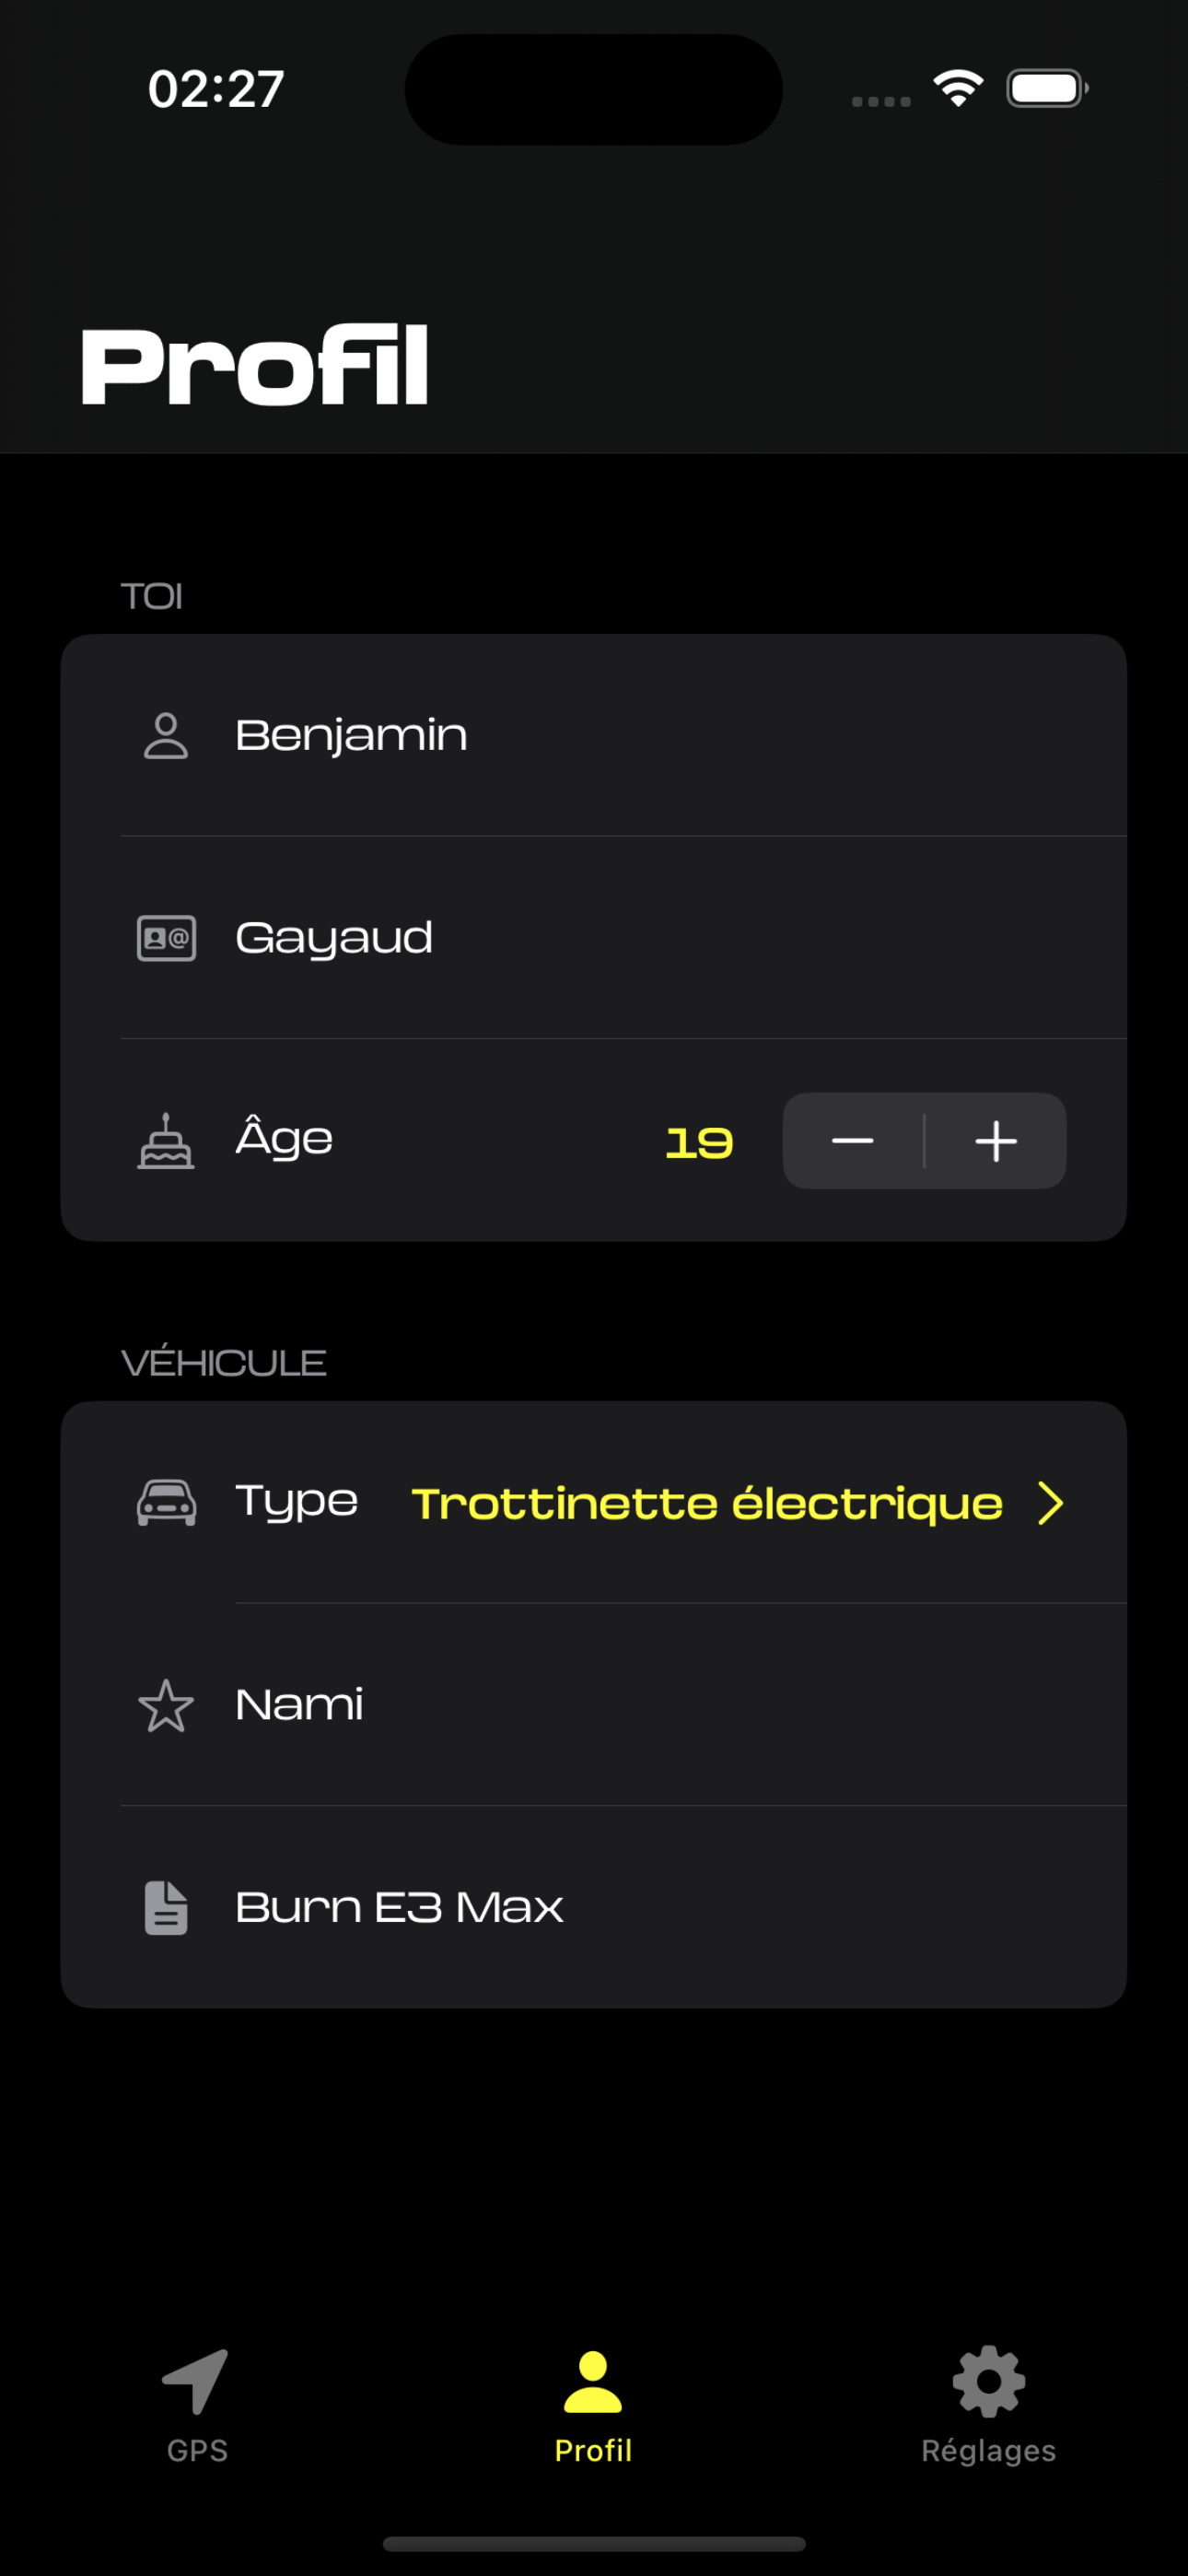 02:27
Profil
TOI
Benjamin
Gayaud
Âge 19
VÉHICULE
Type Trottinette électrique
Nami
Burn E3 Max
GPS Profil Réglages